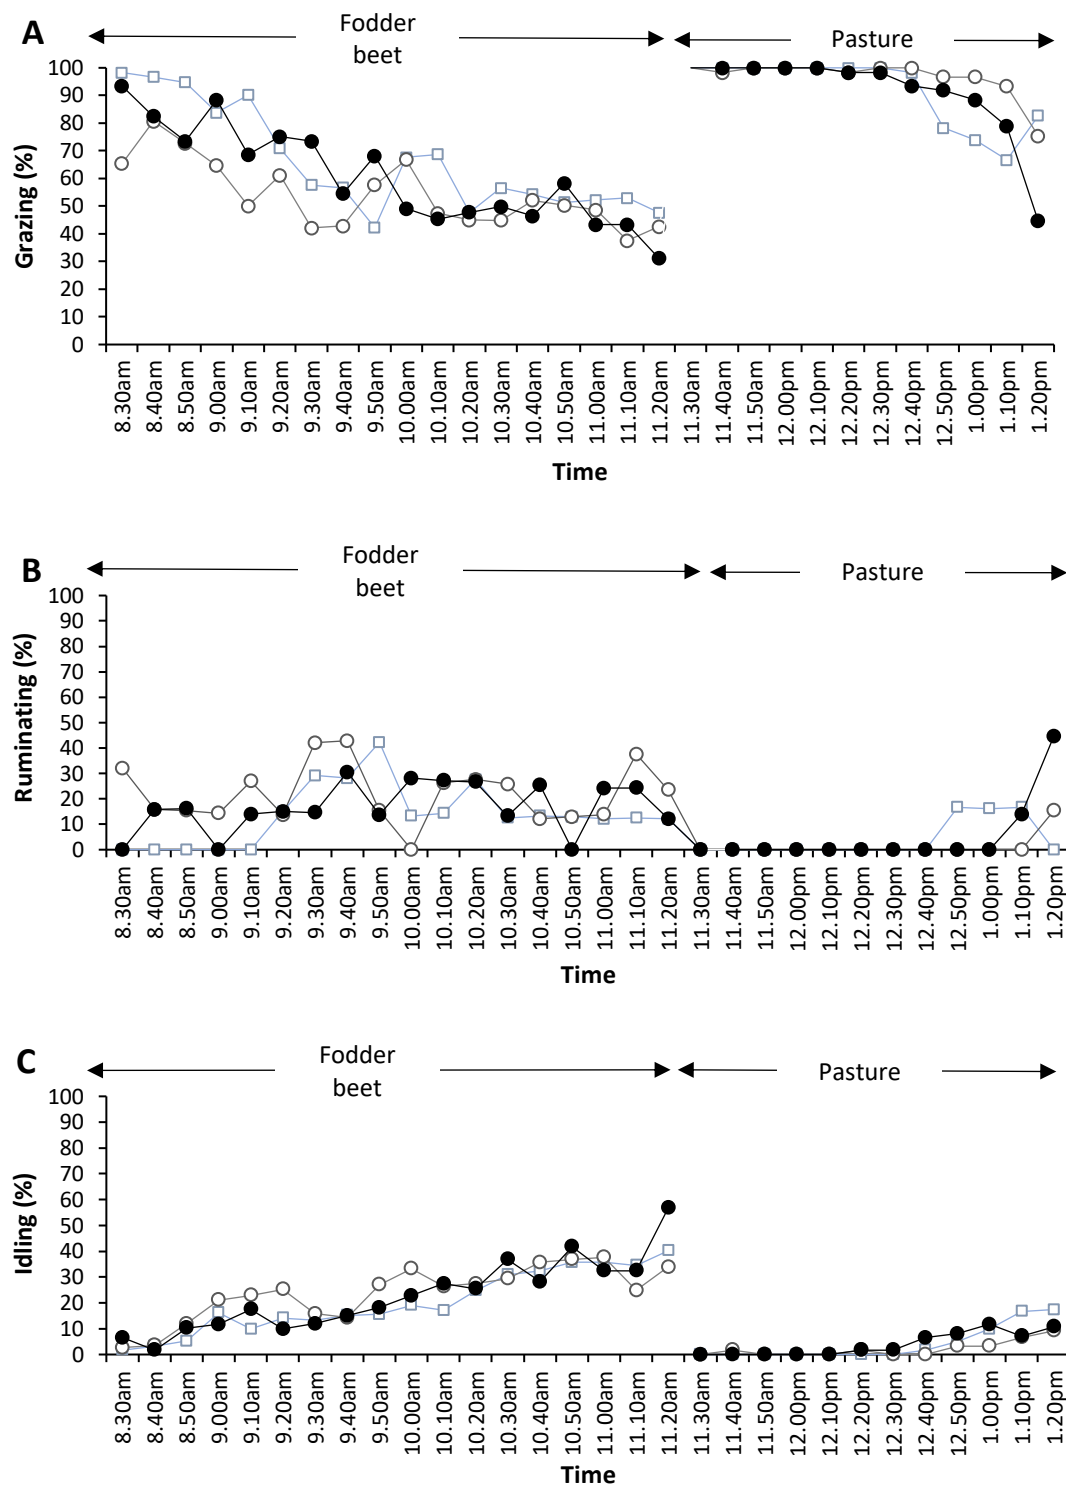 A
Fodder
beet
Pasture
Grazing (%)
100
90
80
70
60
50
40
30
20
10
0
8.30am
8.40am
8.50am
9.00am
9.10am
9.20am
9.30am
9.40am
9.50am
10.00am
10.10am
10.20am
10.30am
10.40am
10.50am
11.00am
11.10am
11.20am
11.30am
11.40am
11.50am
12.00pm
12.10pm
12.20pm
12.30pm
12.40pm
12.50pm
1.00pm
1.10pm
1.20pm
Time
B
Fodder
beet
Pasture
Ruminating (%)
100
90
80
70
60
50
40
30
20
10
0
8.30am
8.40am
8.50am
9.00am
9.10am
9.20am
9.30am
9.40am
9.50am
10.00am
10.10am
10.20am
10.30am
10.40am
10.50am
11.00am
11.10am
11.20am
11.30am
11.40am
11.50am
12.00pm
12.10pm
12.20pm
12.30pm
12.40pm
12.50pm
1.00pm
1.10pm
1.20pm
Time
C
Fodder
beet
Pasture
Idling (%)
100
90
80
70
60
50
40
30
20
10
0
8.30am
8.40am
8.50am
9.00am
9.10am
9.20am
9.30am
9.40am
9.50am
10.00am
10.10am
10.20am
10.30am
10.40am
10.50am
11.00am
11.10am
11.20am
11.30am
11.40am
11.50am
12.00pm
12.10pm
12.20pm
12.30pm
12.40pm
12.50pm
1.00pm
1.10pm
1.20pm
Time